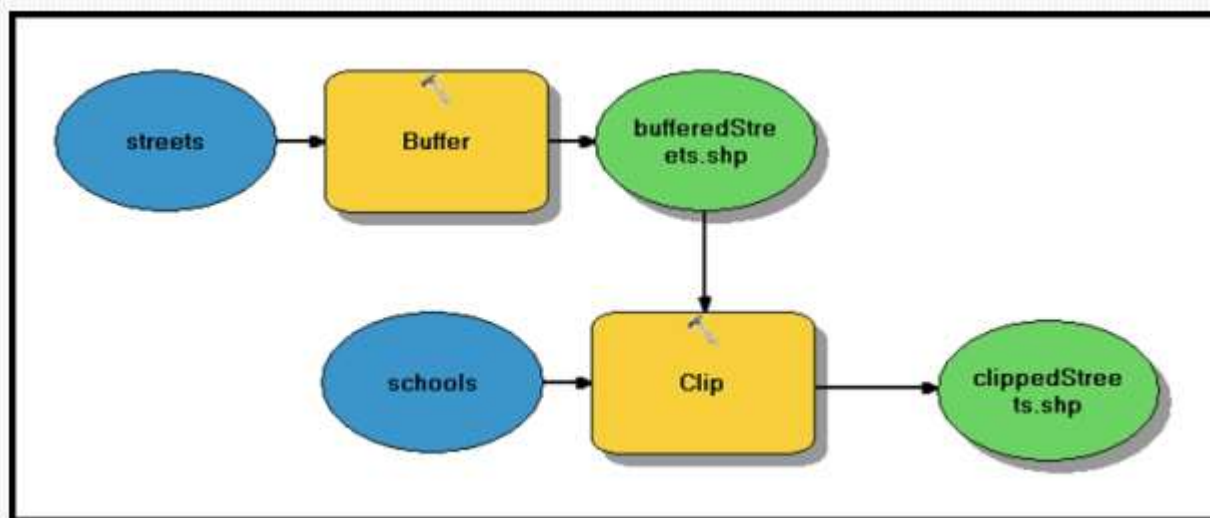 streets
Buffer
bufferedStre
ets.shp
schools
Clip
clippedStree
ts.shp